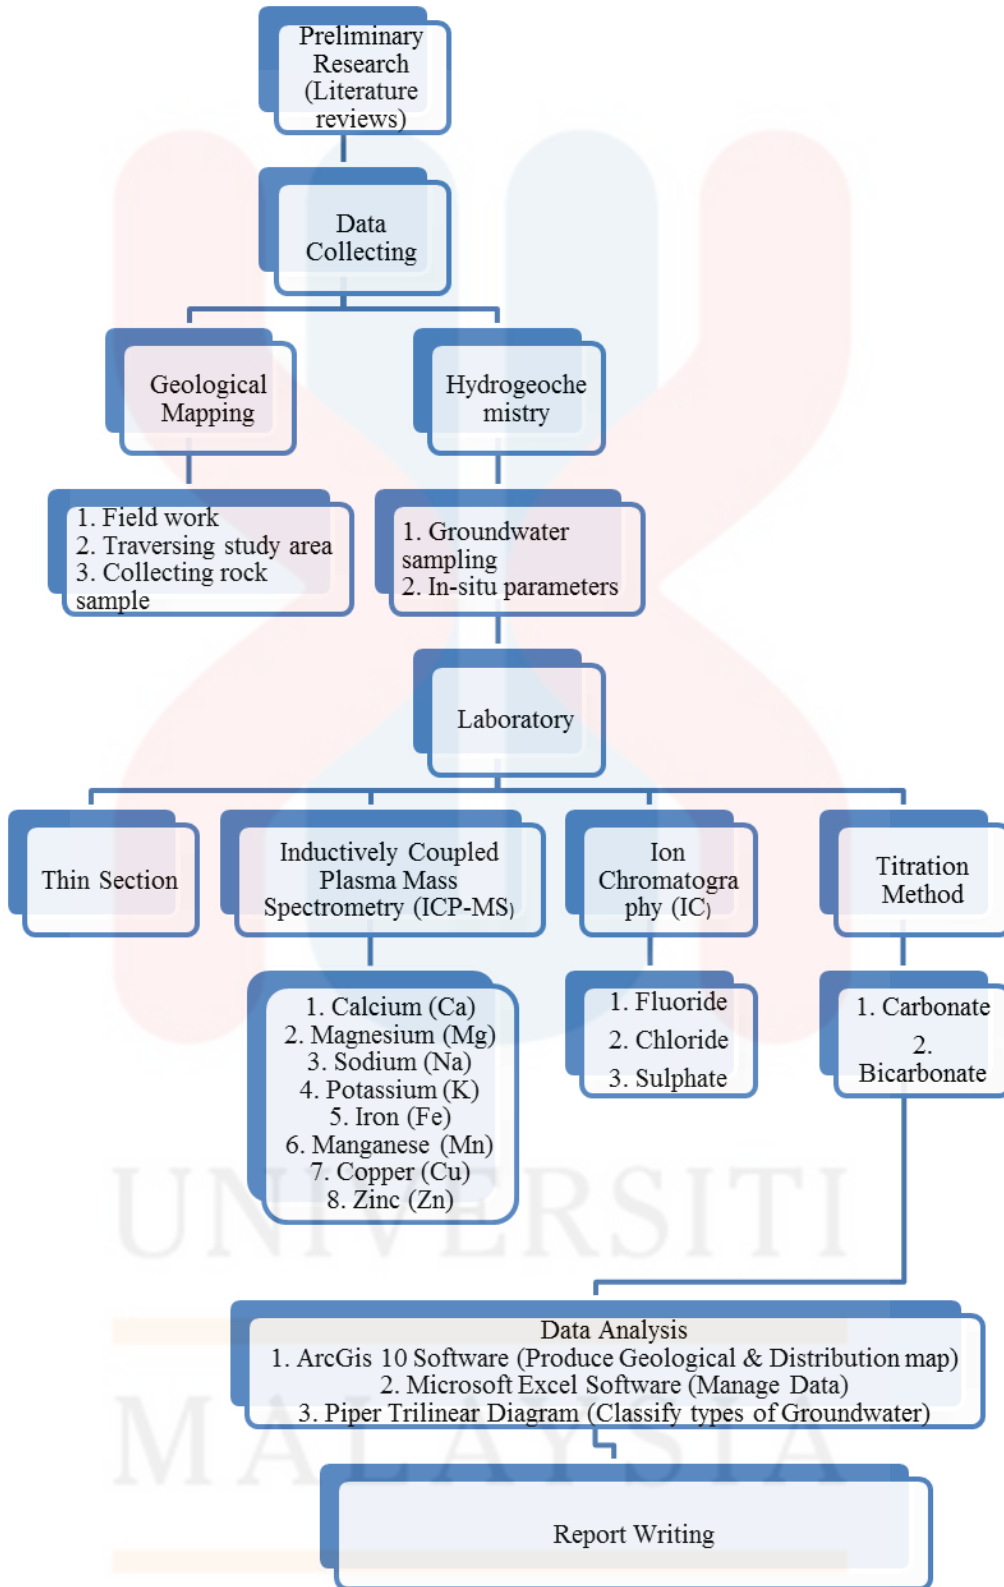 Preliminary
Research
(Literature
reviews)
Data
Collecting
Geological
Mapping
Hydrogeoche
mistry
1. Field work
2. Traversing study area
3. Collecting rock
sample
1. Groundwater
sampling
2. In-situ parameters
Laboratory
Thin Section
Inductively Coupled
Plasma Mass
Spectrometry (ICP-MS)
Ion
Chromatogra
phy (IC)
Titration
Method
1. Calcium (Ca)
2. Magnesium (Mg)
3. Sodium (Na)
4. Potassium (K)
5. Iron (Fe)
6. Manganese (Mn)
7. Copper (Cu)
8. Zinc (Zn)
1. Fluoride
2. Chloride
3. Sulphate
1. Carbonate
2.
Bicarbonate
UNIVERSITI
Data Analysis
1. ArcGis 10 Software (Produce Geological & Distribution map)
2. Microsoft Excel Software (Manage Data)
3. Piper Trilinear Diagram (Classify types of Groundwater)
MALAYSIA
Report Writing